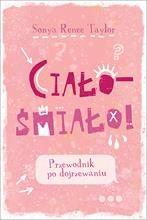 Sonya Renee Taylor
CIAŁO-
ŚMIAŁO!
Przewodnik
po dojrzewaniu